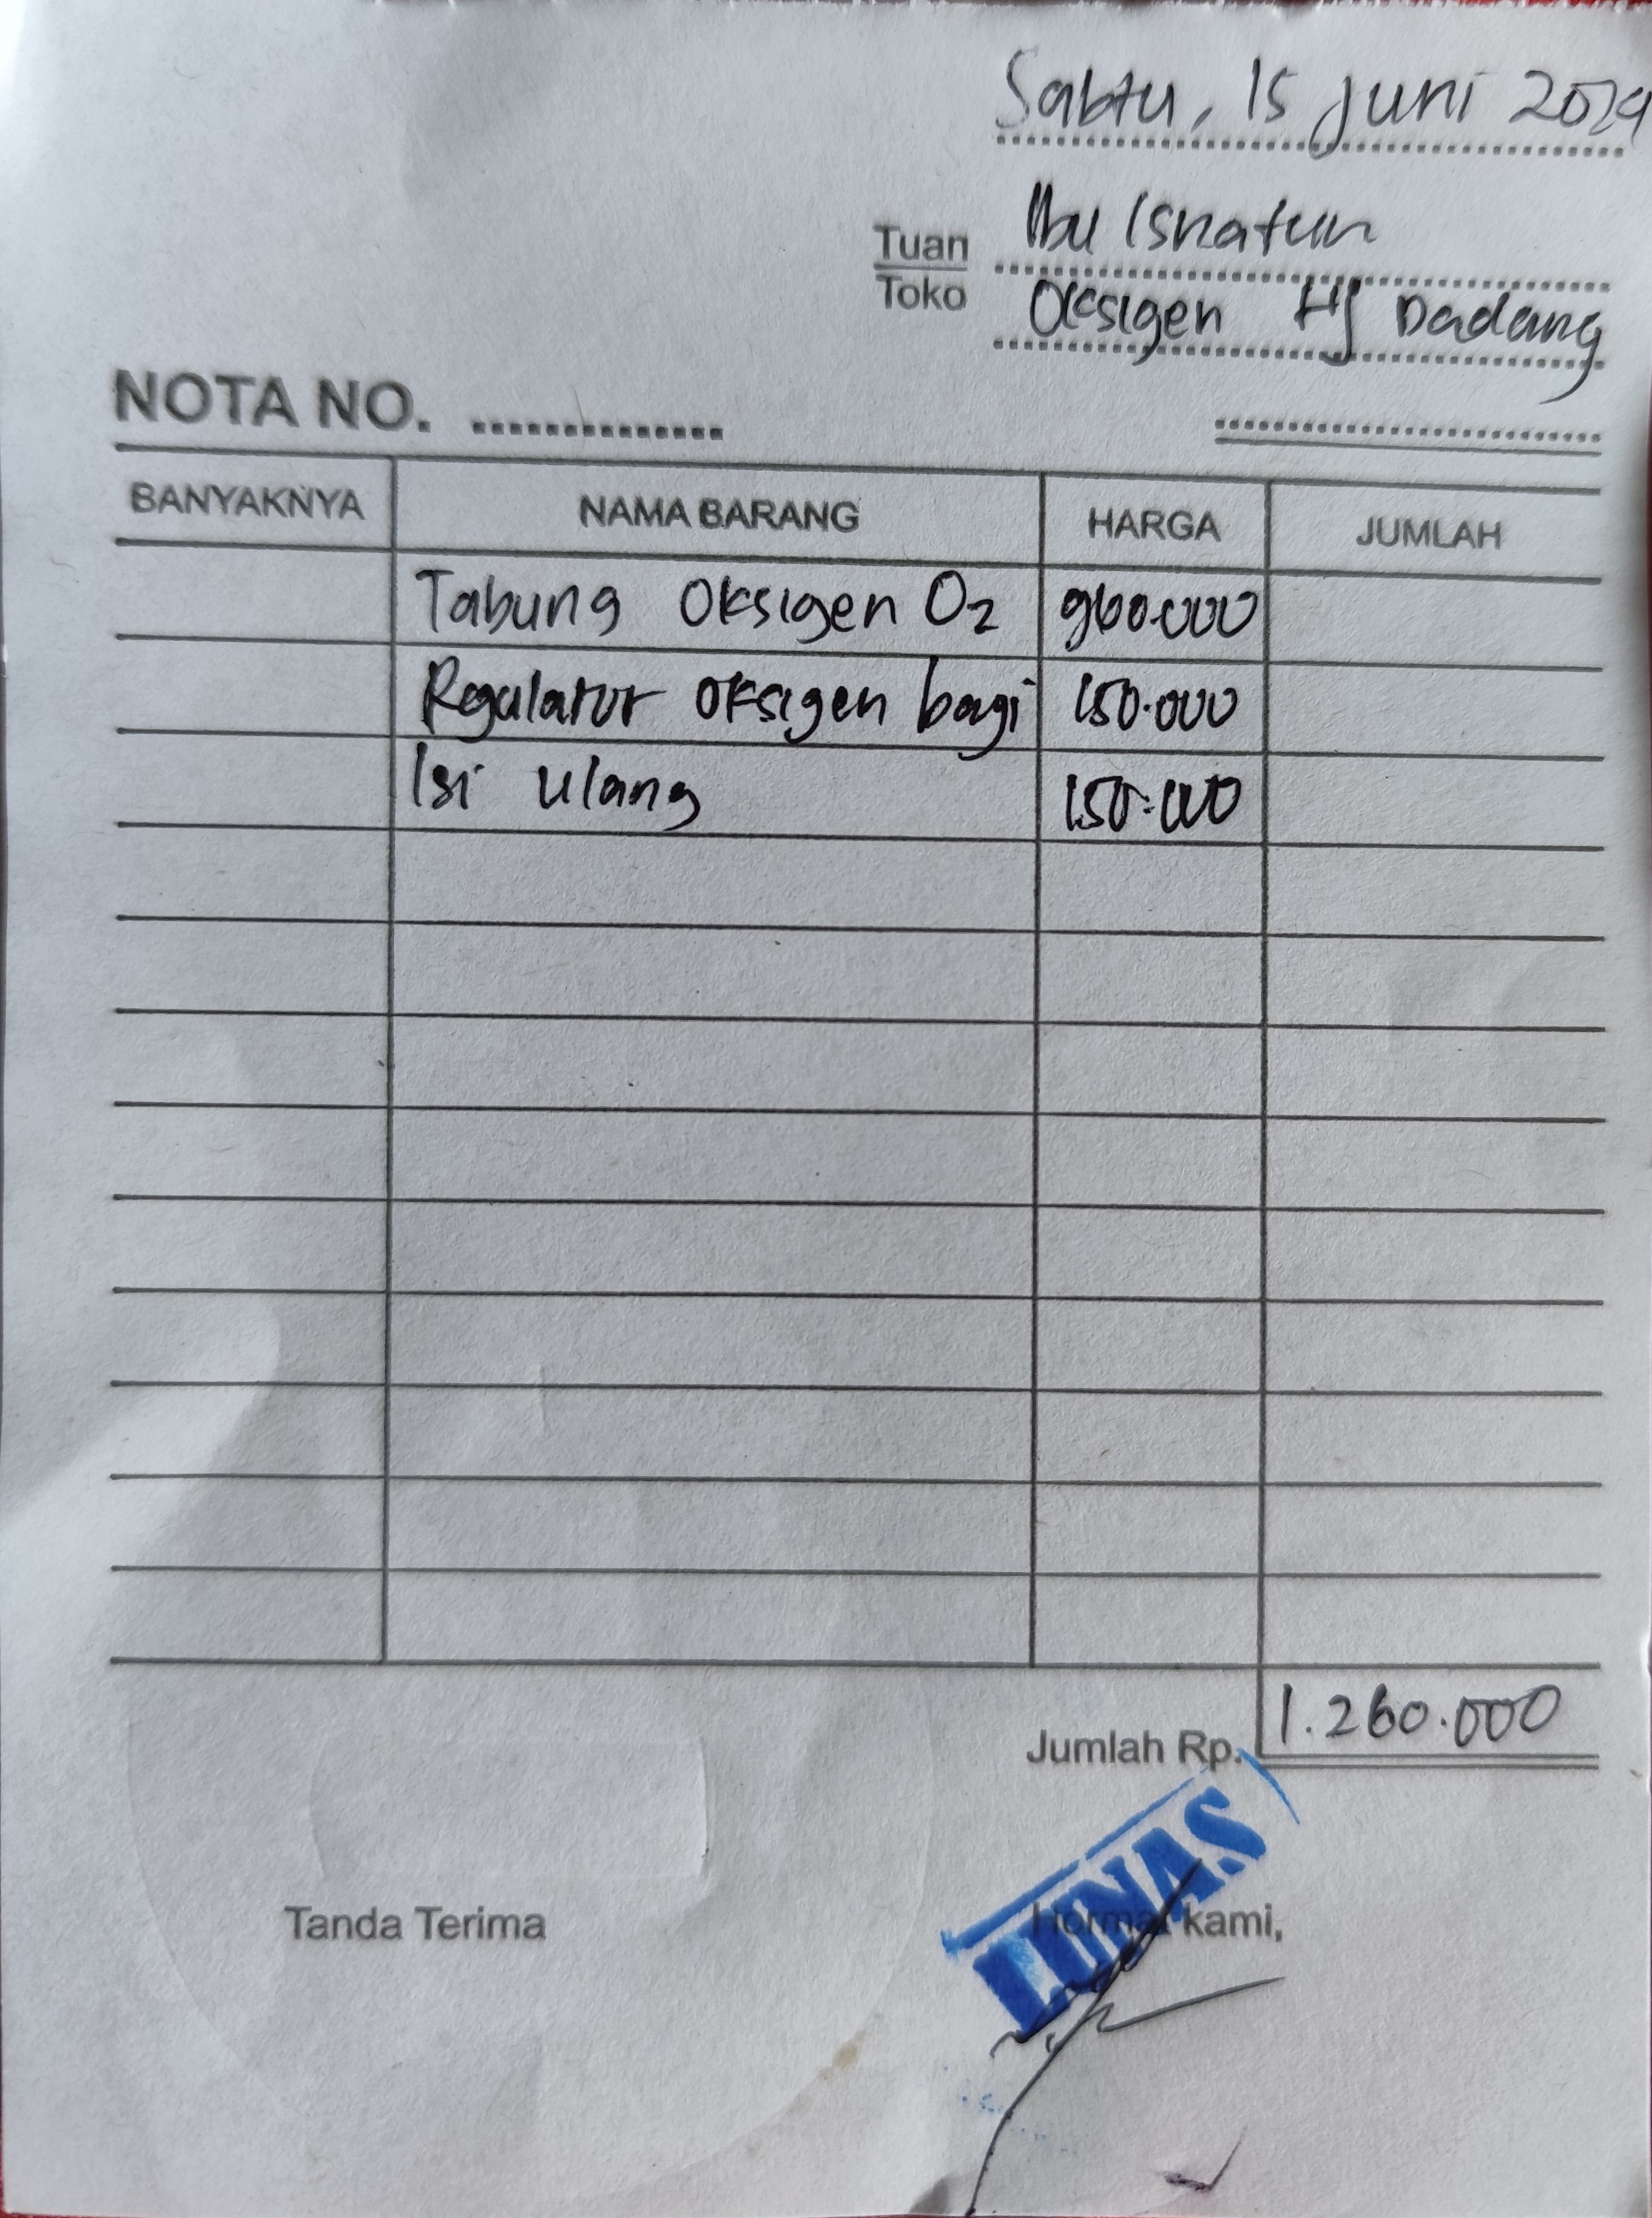 Sabtu, 15 Juni 2024
Tuan Ibu Isnatun
Toko Oksigen Hj Dadang
NOTA NO. ..............
BANYAKNYA NAMA BARANG HARGA JUMLAH
Tabung Oksigen O2 960.000
Regulator Oksigen bagi 150.000
Isi Ulang 150.000
Jumlah Rp. 1.260.000
LUNAS
Tanda Terima Hormat kami,